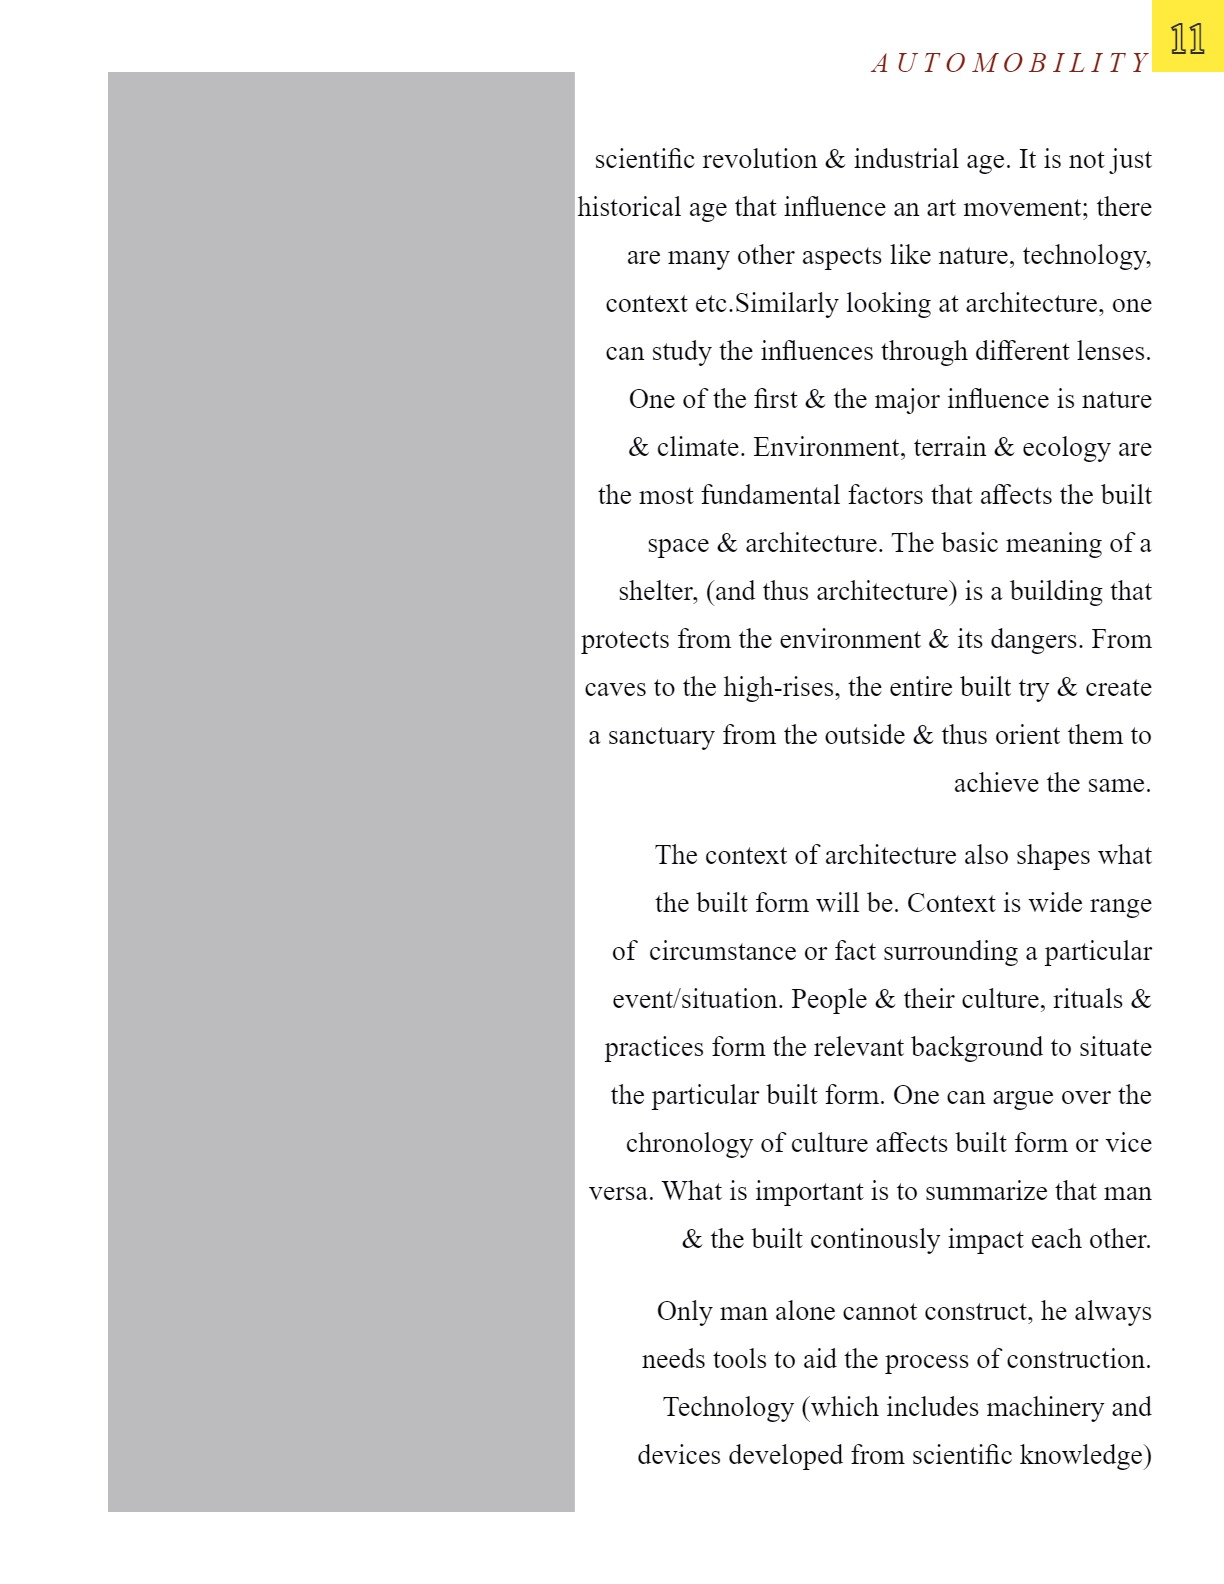 11
AUTOMOBILITY
scientific revolution & industrial age. It is not just
historical age that influence an art movement; there
are many other aspects like nature, technology,
context etc.Similarly looking at architecture, one
can study the influences through different lenses.
One of the first & the major influence is nature
& climate. Environment, terrain & ecology are
the most fundamental factors that affects the built
space & architecture. The basic meaning of a
shelter, (and thus architecture) is a building that
protects from the environment & its dangers. From
caves to the high-rises, the entire built try & create
a sanctuary from the outside & thus orient them to
achieve the same.
The context of architecture also shapes what
the built form will be. Context is wide range
of  circumstance or fact surrounding a particular
event/situation. People & their culture, rituals &
practices form the relevant background to situate
the particular built form. One can argue over the
chronology of culture affects built form or vice
versa. What is important is to summarize that man
& the built continously impact each other.
Only man alone cannot construct, he always
needs tools to aid the process of construction.
Technology (which includes machinery and
devices developed from scientific knowledge)